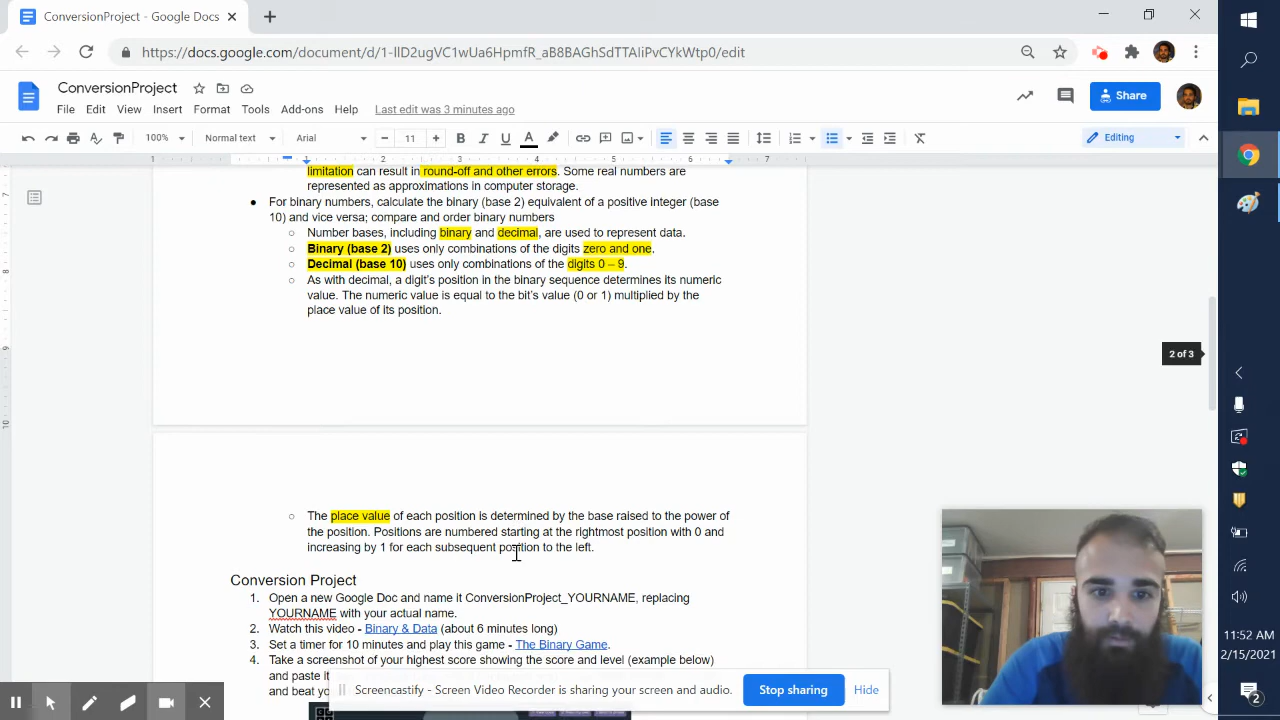 ConversionProject - Google Docs
https://docs.google.com/document/d/1-llD2ugVC1wUa6HpmfR_aB8BAGhSdTTAIiPvCYkWtp0/edit
ConversionProject
File Edit View Insert Format Tools Add-ons Help Last edit was 3 minutes ago
Share
100% Normal text Arial 11 Editing
1 1 2 3 4 5 6 7
limitation can result in round-off and other errors. Some real numbers are
represented as approximations in computer storage.
For binary numbers, calculate the binary (base 2) equivalent of a positive integer (base
10) and vice versa; compare and order binary numbers
Number bases, including binary and decimal, are used to represent data.
Binary (base 2) uses only combinations of the digits zero and one.
Decimal (base 10) uses only combinations of the digits 0 – 9.
As with decimal, a digit's position in the binary sequence determines its numeric
value. The numeric value is equal to the bit's value (0 or 1) multiplied by the
place value of its position.
2 of 3
The place value of each position is determined by the base raised to the power of
the position. Positions are numbered starting at the rightmost position with 0 and
increasing by 1 for each subsequent position to the left.
Conversion Project
1. Open a new Google Doc and name it ConversionProject_YOURNAME, replacing
YOURNAME with your actual name.
2. Watch this video - Binary & Data (about 6 minutes long)
3. Set a timer for 10 minutes and play this game - The Binary Game.
4. Take a screenshot of your highest score showing the score and level (example below)
and paste it
and beat yo
Screencastify - Screen Video Recorder is sharing your screen and audio.
Stop sharing
Hide
11:52 AM
2/15/2021
2